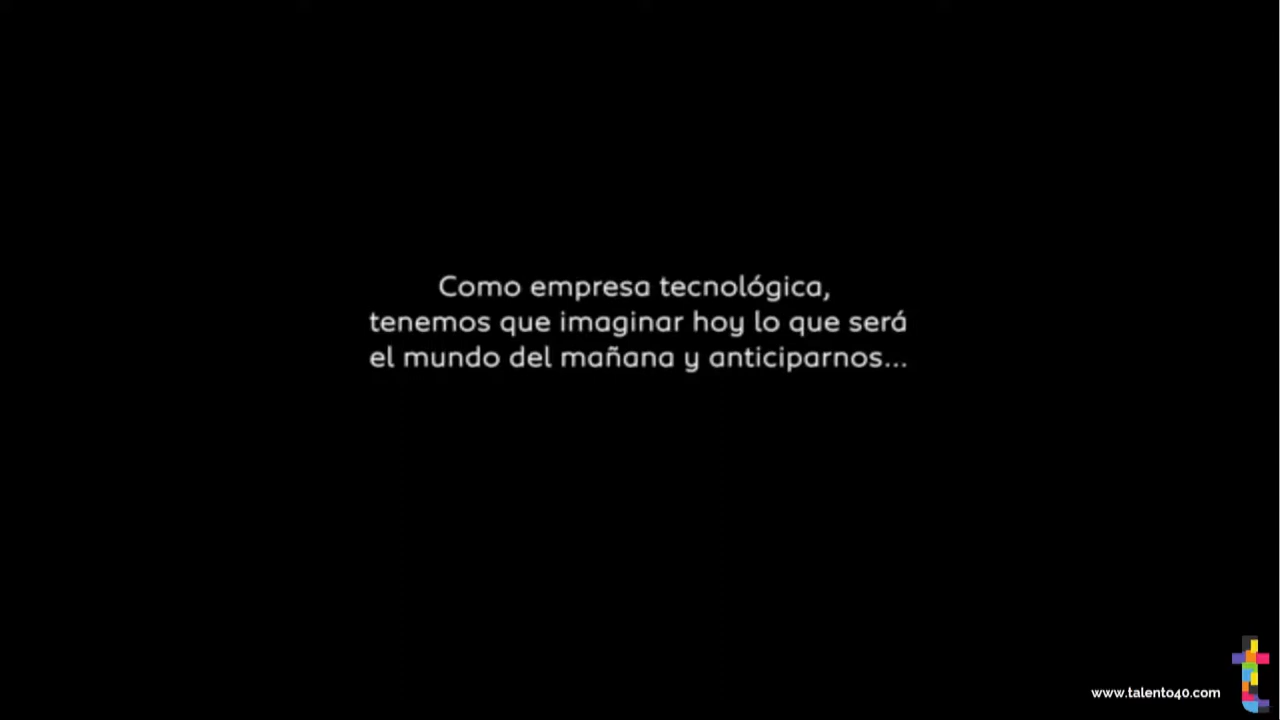 Como empresa tecnológica,
tenemos que imaginar hoy lo que será
el mundo del mañana y anticiparnos...
www.talento40.com
t